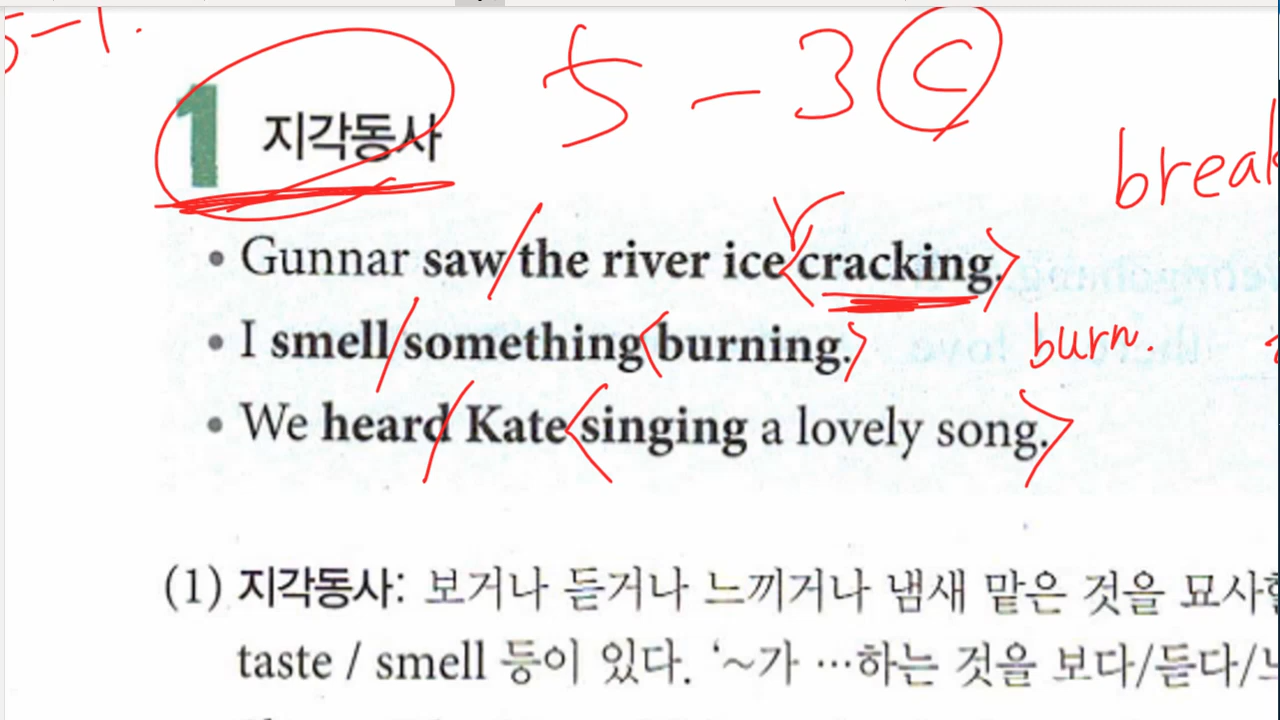 5-1.
5-3 C
1 지각동사
break
• Gunnar saw the river ice cracking.
• I smell something burning.
burn.
• We heard Kate singing a lovely song.
(1) 지각동사: 보거나 듣거나 느끼거나 냄새 맡은 것을 묘사할
taste / smell 등이 있다. ‘~가 …하는 것을 보다/듣다/느